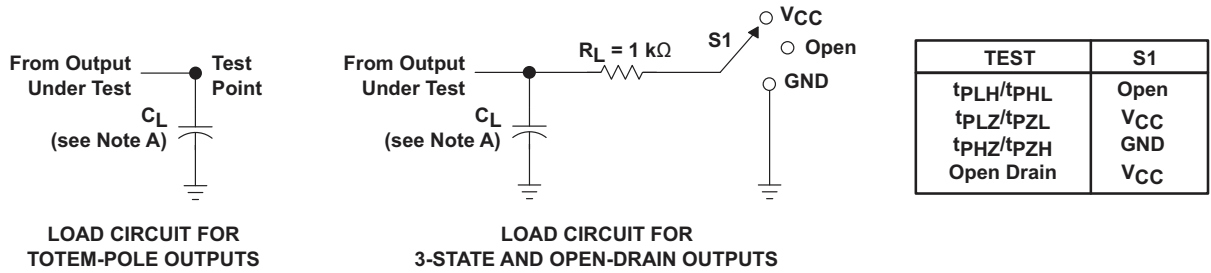 From Output
Under Test
Test
Point
CL
(see Note A)
LOAD CIRCUIT FOR
TOTEM-POLE OUTPUTS
From Output
Under Test
RL = 1 kΩ
S1
VCC
Open
GND
CL
(see Note A)
LOAD CIRCUIT FOR
3-STATE AND OPEN-DRAIN OUTPUTS
TEST S1
tPLH/tPHL Open
tPLZ/tPZL VCC
tPHZ/tPZH GND
Open Drain VCC